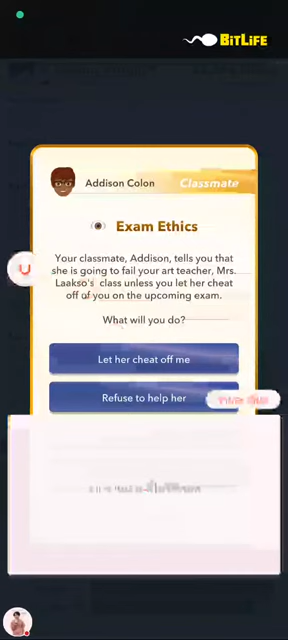 BitLife
Addison Colon
Classmate
Exam Ethics
Your classmate, Addison, tells you that
she is going to fail your art teacher, Mrs.
Laakso's class unless you let her cheat
off of you on the upcoming exam.
What will you do?
Let her cheat off me
Refuse to help her